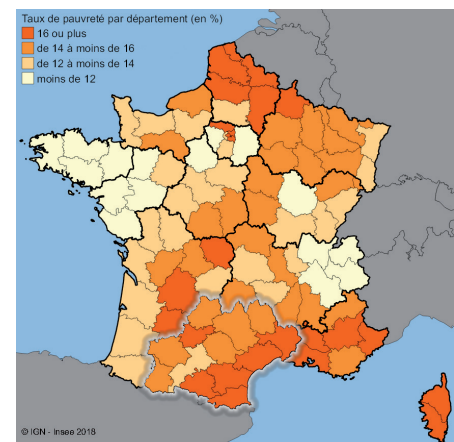 Taux de pauvreté par département (en %)
16 ou plus
de 14 à moins de 16
de 12 à moins de 14
moins de 12
© IGN - Insee 2018